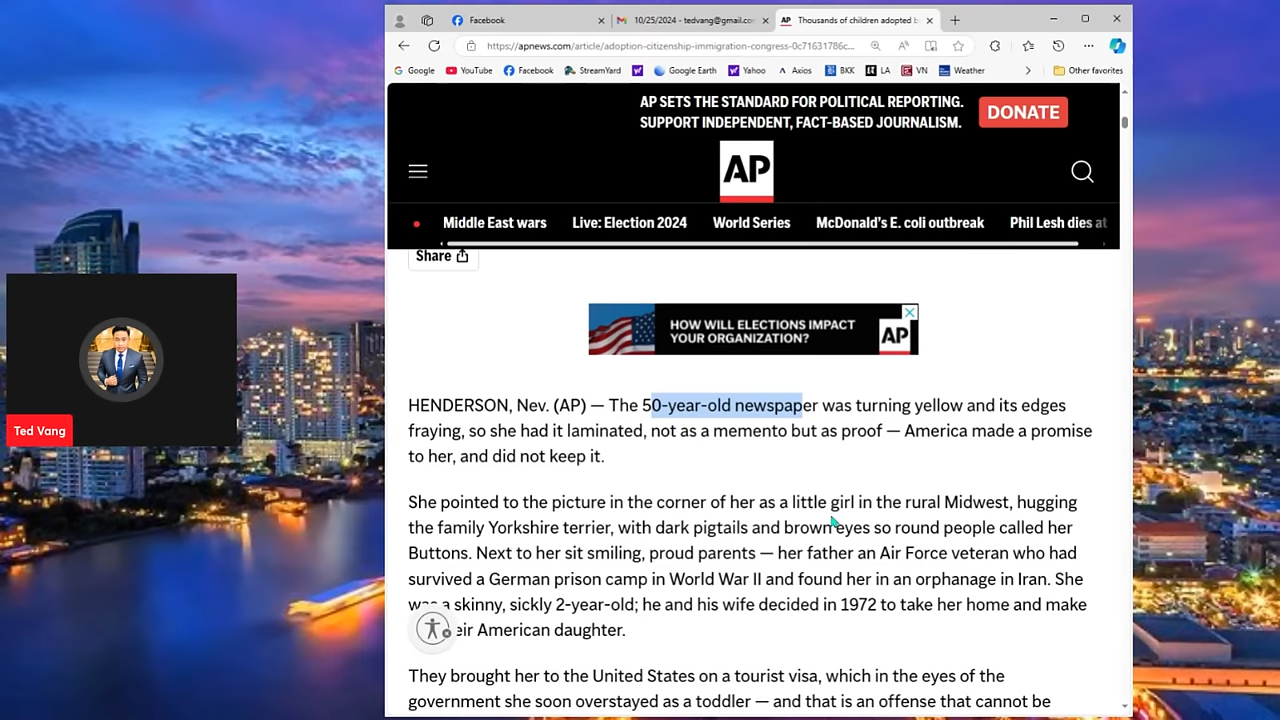 Facebook
10/25/2024 - tedvang@gmail.co
AP Thousands of children adopted b
https://apnews.com/article/adoption-citizenship-immigration-congress-0c71631786c...
Google YouTube Facebook StreamYard Google Earth Yahoo Axios BKK LA VN Weather Other favorites
AP SETS THE STANDARD FOR POLITICAL REPORTING.
SUPPORT INDEPENDENT, FACT-BASED JOURNALISM.
DONATE
AP
Middle East wars Live: Election 2024 World Series McDonald's E. coli outbreak Phil Lesh dies at
Share
HOW WILL ELECTIONS IMPACT
YOUR ORGANIZATION?
AP
HENDERSON, Nev. (AP) — The 50-year-old newspaper was turning yellow and its edges
fraying, so she had it laminated, not as a memento but as proof — America made a promise
to her, and did not keep it.
She pointed to the picture in the corner of her as a little girl in the rural Midwest, hugging
the family Yorkshire terrier, with dark pigtails and brown eyes so round people called her
Buttons. Next to her sit smiling, proud parents — her father an Air Force veteran who had
survived a German prison camp in World War II and found her in an orphanage in Iran. She
was a skinny, sickly 2-year-old; he and his wife decided in 1972 to take her home and make
eir American daughter.
They brought her to the United States on a tourist visa, which in the eyes of the
government she soon overstayed as a toddler — and that is an offense that cannot be
Ted Vang